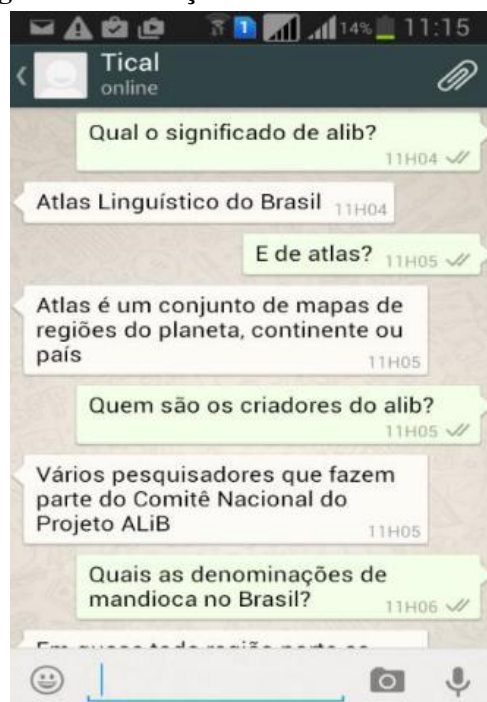 14% 11:15
Tical
online
Qual o significado de alib?
11H04
Atlas Linguístico do Brasil 11H04
E de atlas? 11H05
Atlas é um conjunto de mapas de
regiões do planeta, continente ou
país
11H05
Quem são os criadores do alib?
11H05
Vários pesquisadores que fazem
parte do Comitê Nacional do
Projeto ALiB
11H05
Quais as denominações de
mandioca no Brasil?
11H06